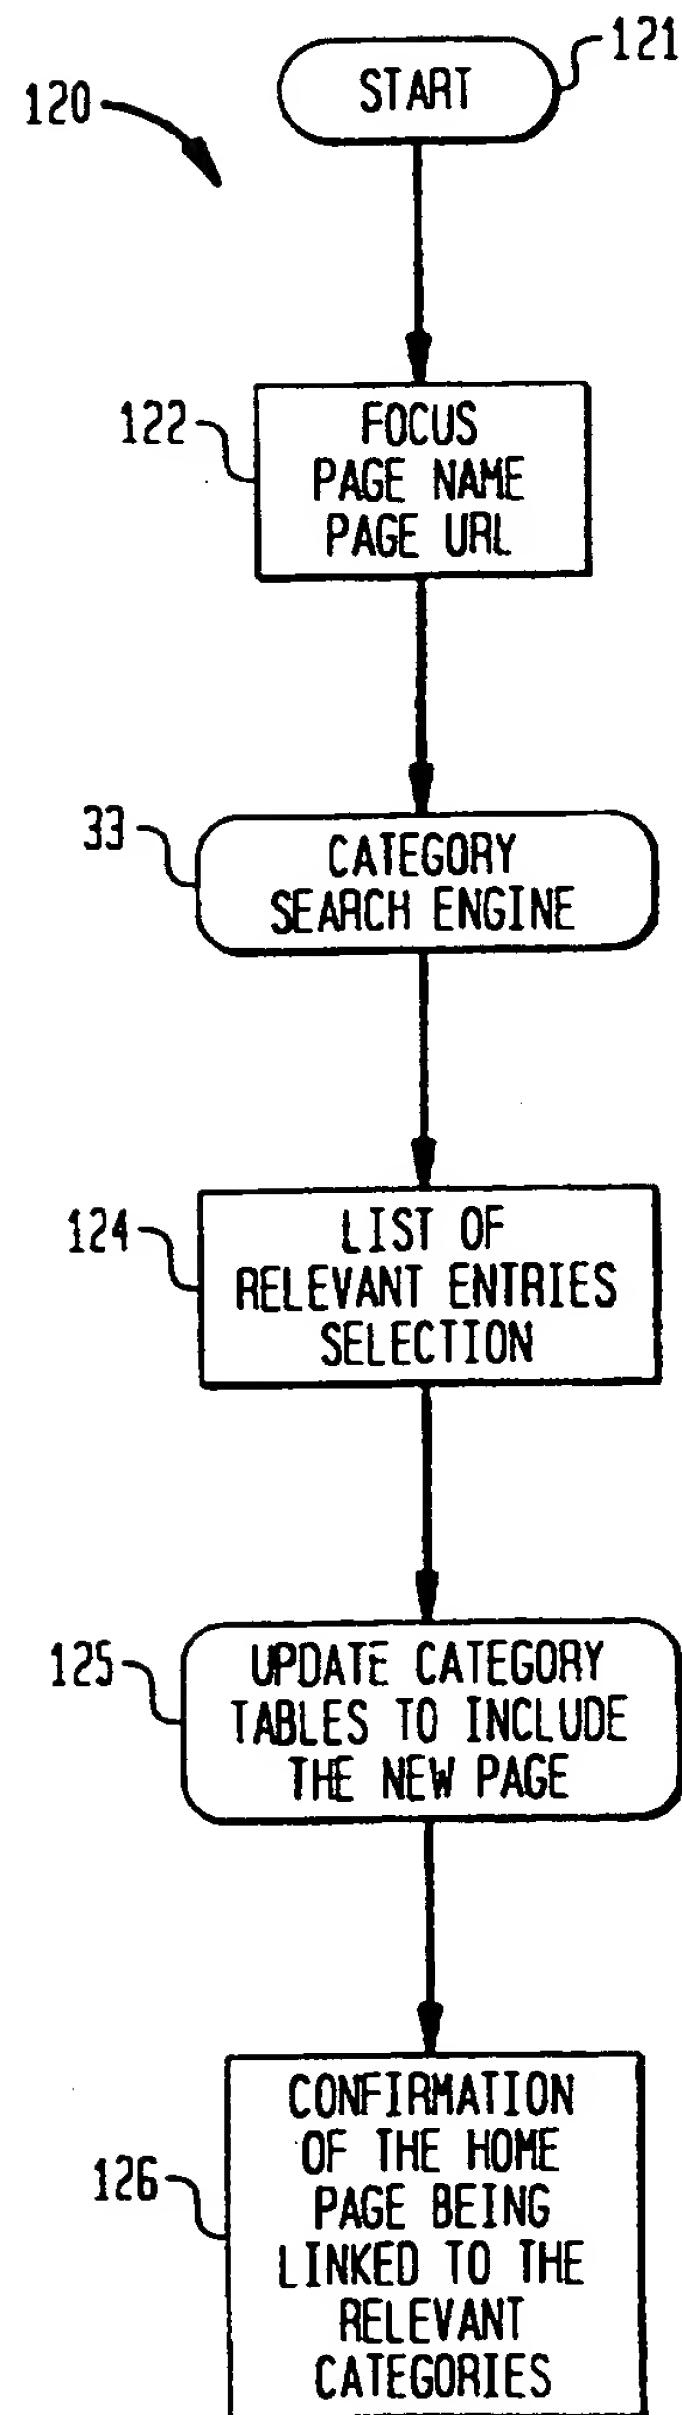 121
START
120
122
FOCUS
PAGE NAME
PAGE URL
33
CATEGORY
SEARCH ENGINE
124
LIST OF
RELEVANT ENTRIES
SELECTION
125
UPDATE CATEGORY
TABLES TO INCLUDE
THE NEW PAGE
126
CONFIRMATION
OF THE HOME
PAGE BEING
LINKED TO THE
RELEVANT
CATEGORIES